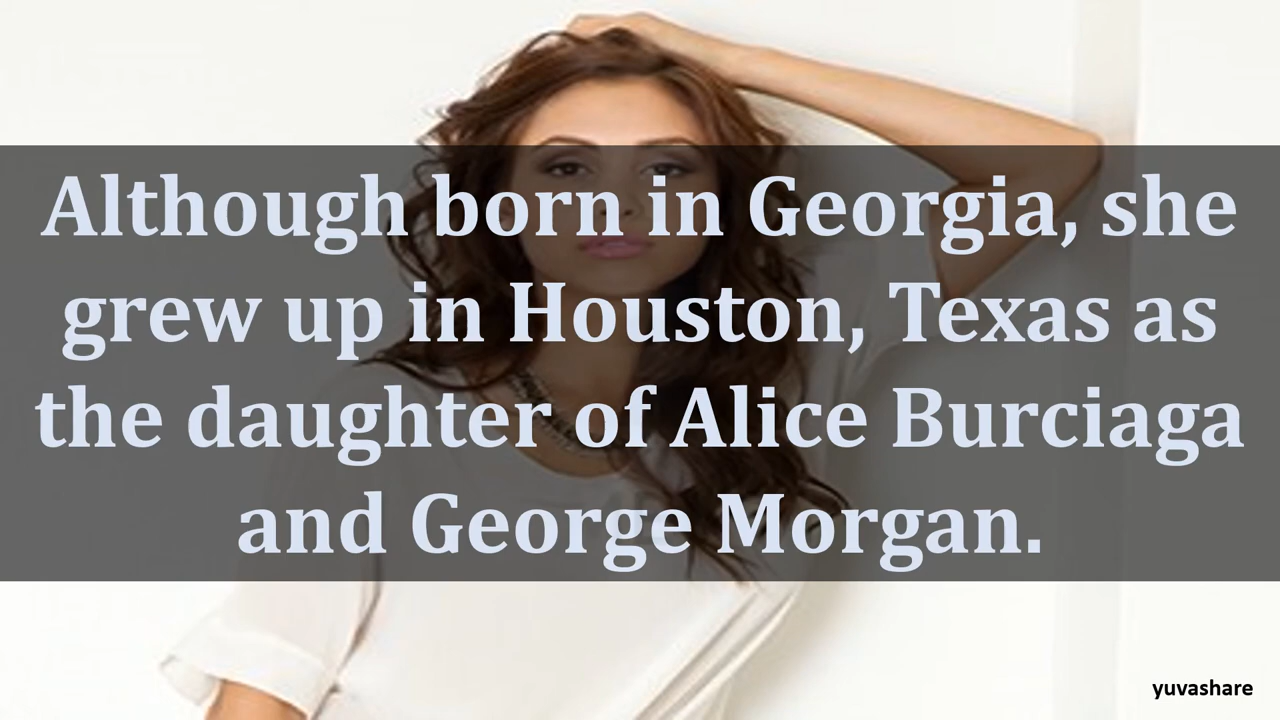 Although born in Georgia, she
grew up in Houston, Texas as
the daughter of Alice Burciaga
and George Morgan.
yuvashare